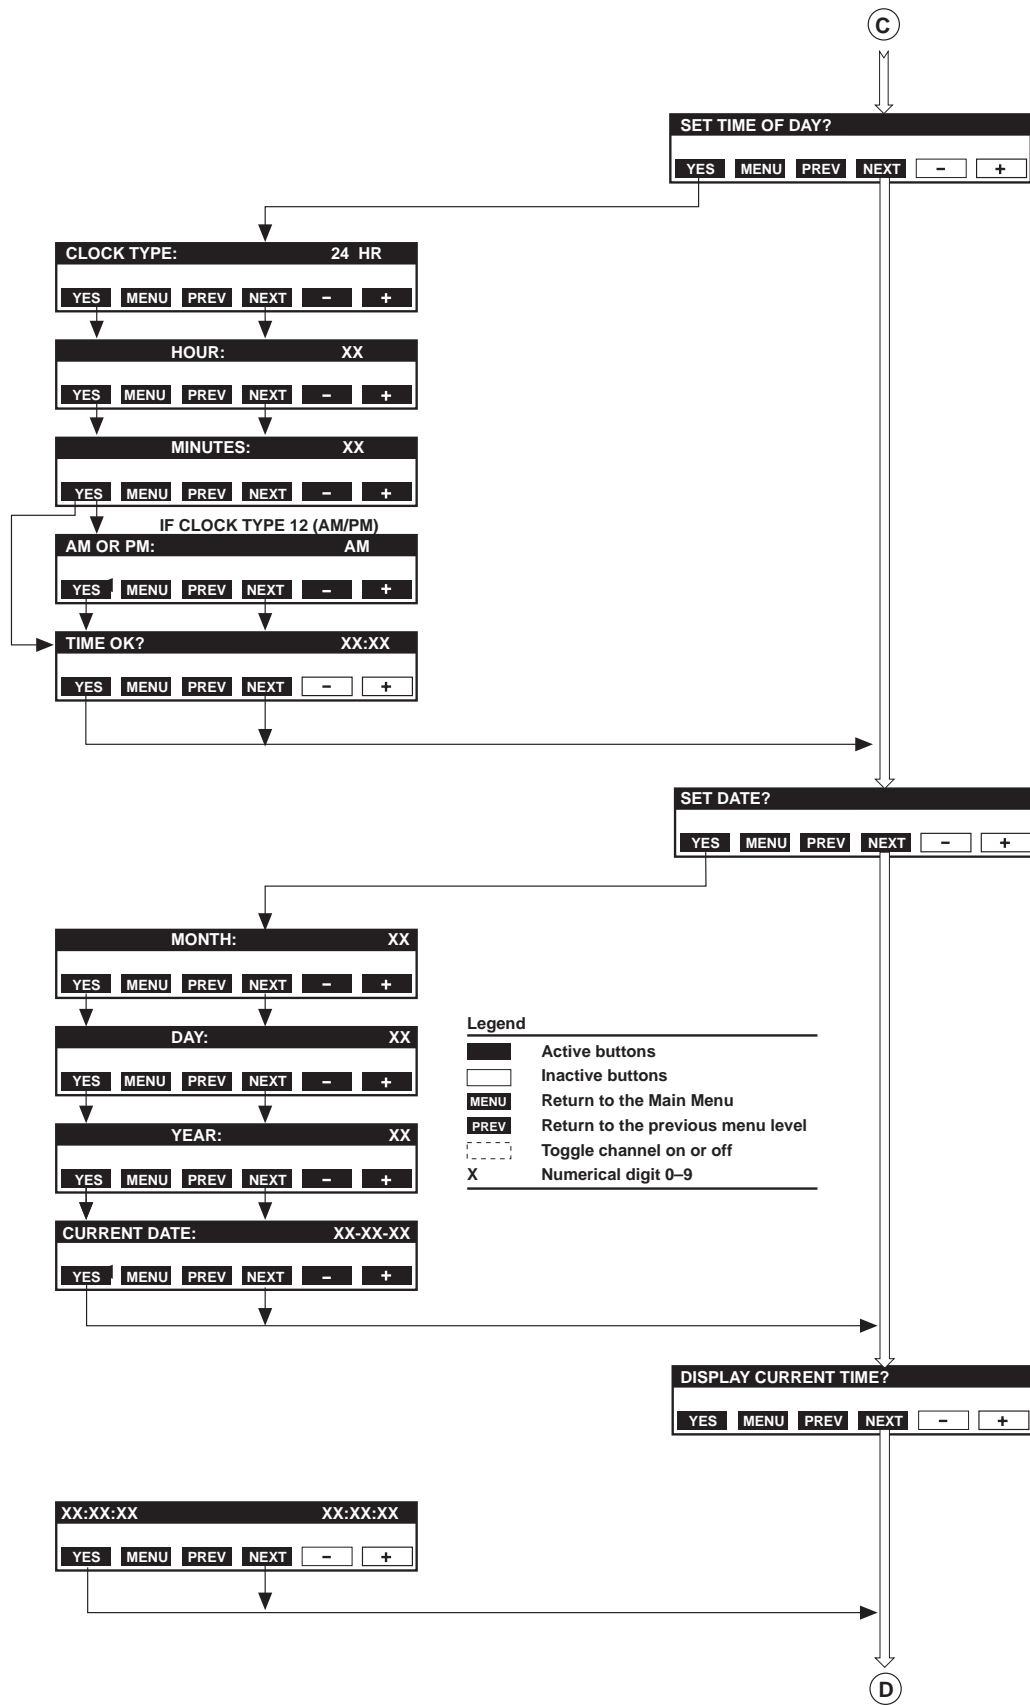 C
SET TIME OF DAY?
YES MENU PREV NEXT - +
CLOCK TYPE: 24 HR
YES MENU PREV NEXT - +
HOUR: XX
YES MENU PREV NEXT - +
MINUTES: XX
YES MENU PREV NEXT - +
IF CLOCK TYPE 12 (AM/PM)
AM OR PM: AM
YES MENU PREV NEXT - +
TIME OK? XX:XX
YES MENU PREV NEXT - +
SET DATE?
YES MENU PREV NEXT - +
MONTH: XX
YES MENU PREV NEXT - +
DAY: XX
YES MENU PREV NEXT - +
YEAR: XX
YES MENU PREV NEXT - +
CURRENT DATE: XX-XX-XX
YES MENU PREV NEXT - +
Legend
Active buttons
Inactive buttons
MENU Return to the Main Menu
PREV Return to the previous menu level
Toggle channel on or off
X Numerical digit 0–9
DISPLAY CURRENT TIME?
YES MENU PREV NEXT - +
XX:XX:XX XX:XX:XX
YES MENU PREV NEXT - +
D